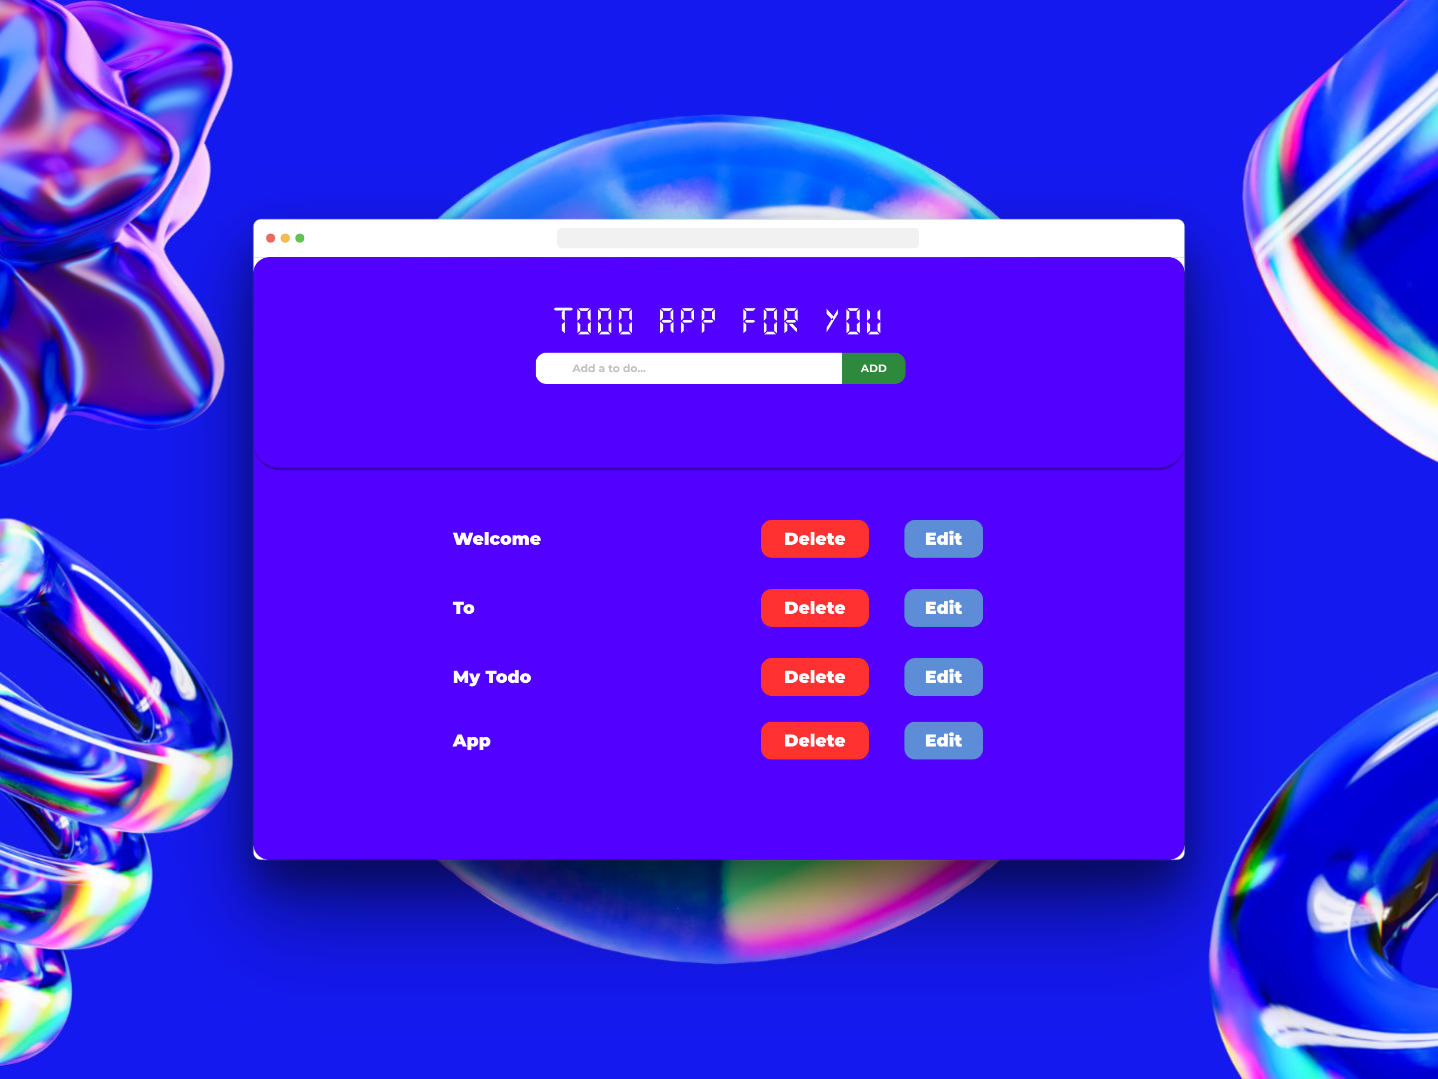 TODO APP FOR YOU
Add a to do... ADD
Welcome Delete Edit
To Delete Edit
My Todo Delete Edit
App Delete Edit